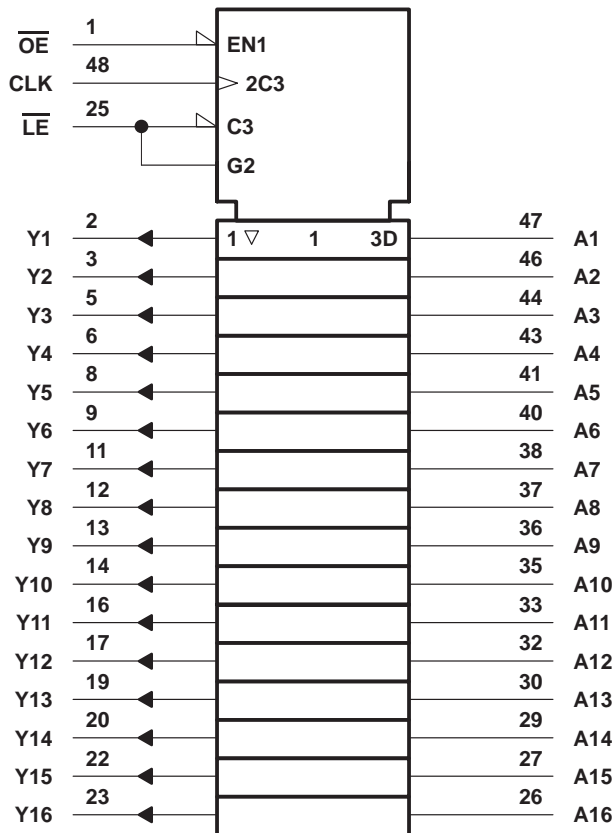 OE 1 EN1
CLK 48 2C3
LE 25 C3
G2
Y1 2 1 ▽ 1 3D 47 A1
Y2 3 46 A2
Y3 5 44 A3
Y4 6 43 A4
Y5 8 41 A5
Y6 9 40 A6
Y7 11 38 A7
Y8 12 37 A8
Y9 13 36 A9
Y10 14 35 A10
Y11 16 33 A11
Y12 17 32 A12
Y13 19 30 A13
Y14 20 29 A14
Y15 22 27 A15
Y16 23 26 A16